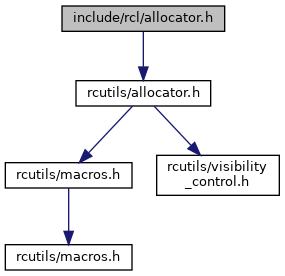 include/rcl/allocator.h
rcutils/allocator.h
rcutils/macros.h
rcutils/visibility
_control.h
rcutils/macros.h